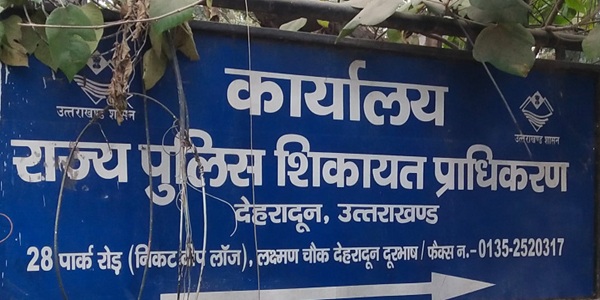 कार्यालय
उत्तराखण्ड शासन
उत्तराखण्ड शासन
राज्य पुलिस शिकायत प्राधिकरण
देहरादून, उत्तराखण्ड
28 पार्क रोड़ (निकट दीप लॉज), लक्ष्मण चौक देहरादून दूरभाष / फैक्स न.- 0135-2520317